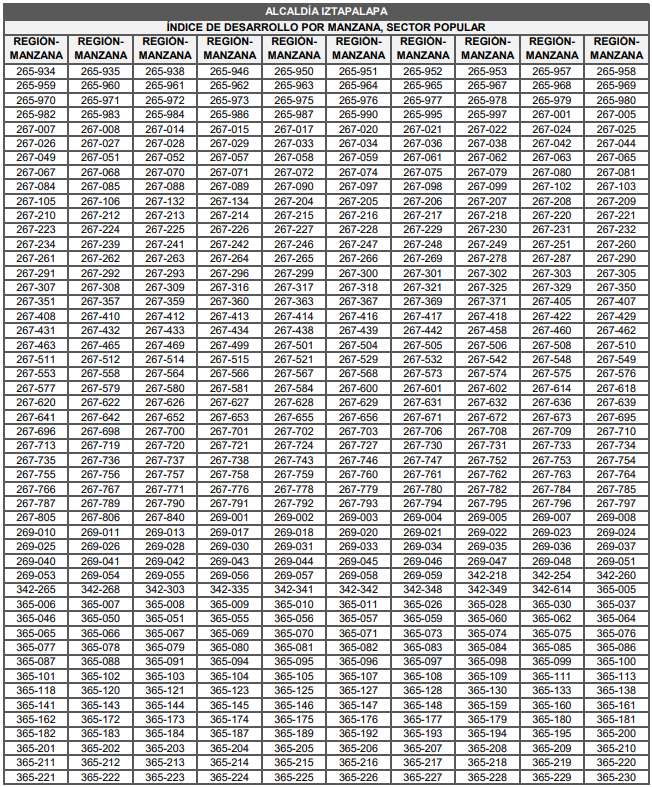 ALCALDÍA IZTAPALAPA
ÍNDICE DE DESARROLLO POR MANZANA, SECTOR POPULAR
REGIÓN- REGIÓN- REGIÓN- REGIÓN- REGIÓN- REGIÓN- REGIÓN- REGIÓN- REGIÓN- REGIÓN-
MANZANA MANZANA MANZANA MANZANA MANZANA MANZANA MANZANA MANZANA MANZANA MANZANA
265-934 265-935 265-938 265-946 265-950 265-951 265-952 265-953 265-957 265-958
265-959 265-960 265-961 265-962 265-963 265-964 265-965 265-967 265-968 265-969
265-970 265-971 265-972 265-973 265-975 265-976 265-977 265-978 265-979 265-980
265-982 265-983 265-984 265-986 265-987 265-990 265-995 265-997 267-001 267-005
267-007 267-008 267-014 267-015 267-017 267-020 267-021 267-022 267-024 267-025
267-026 267-027 267-028 267-029 267-033 267-034 267-036 267-038 267-042 267-044
267-049 267-051 267-052 267-057 267-058 267-059 267-061 267-062 267-063 267-065
267-067 267-068 267-070 267-071 267-072 267-074 267-075 267-079 267-080 267-081
267-084 267-085 267-088 267-089 267-090 267-097 267-098 267-099 267-102 267-103
267-105 267-106 267-132 267-134 267-204 267-205 267-206 267-207 267-208 267-209
267-210 267-212 267-213 267-214 267-215 267-216 267-217 267-218 267-220 267-221
267-223 267-224 267-225 267-226 267-227 267-228 267-229 267-230 267-231 267-232
267-234 267-239 267-241 267-242 267-246 267-247 267-248 267-249 267-251 267-260
267-261 267-262 267-263 267-264 267-265 267-266 267-269 267-278 267-287 267-290
267-291 267-292 267-293 267-296 267-299 267-300 267-301 267-302 267-303 267-305
267-307 267-308 267-309 267-316 267-317 267-318 267-321 267-325 267-329 267-350
267-351 267-357 267-359 267-360 267-363 267-367 267-369 267-371 267-405 267-407
267-408 267-410 267-412 267-413 267-414 267-416 267-417 267-418 267-422 267-429
267-431 267-432 267-433 267-434 267-438 267-439 267-442 267-458 267-460 267-462
267-463 267-465 267-469 267-499 267-501 267-504 267-505 267-506 267-508 267-510
267-511 267-512 267-514 267-515 267-521 267-529 267-532 267-542 267-548 267-549
267-553 267-558 267-564 267-566 267-567 267-568 267-573 267-574 267-575 267-576
267-577 267-579 267-580 267-581 267-584 267-600 267-601 267-602 267-614 267-618
267-620 267-622 267-626 267-627 267-628 267-629 267-631 267-632 267-636 267-639
267-641 267-642 267-652 267-653 267-655 267-656 267-671 267-672 267-673 267-695
267-696 267-698 267-700 267-701 267-702 267-703 267-706 267-708 267-709 267-710
267-713 267-719 267-720 267-721 267-724 267-727 267-730 267-731 267-733 267-734
267-735 267-736 267-737 267-738 267-743 267-746 267-747 267-752 267-753 267-754
267-755 267-756 267-757 267-758 267-759 267-760 267-761 267-762 267-763 267-764
267-766 267-767 267-771 267-776 267-778 267-779 267-780 267-782 267-784 267-785
267-787 267-789 267-790 267-791 267-792 267-793 267-794 267-795 267-796 267-797
267-805 267-806 267-840 269-001 269-002 269-003 269-004 269-005 269-007 269-008
269-010 269-011 269-013 269-017 269-018 269-020 269-021 269-022 269-023 269-024
269-025 269-026 269-028 269-030 269-031 269-033 269-034 269-035 269-036 269-037
269-040 269-041 269-042 269-043 269-044 269-045 269-046 269-047 269-048 269-051
269-053 269-054 269-055 269-056 269-057 269-058 269-059 342-218 342-254 342-260
342-265 342-268 342-303 342-335 342-341 342-342 342-348 342-349 342-614 365-005
365-006 365-007 365-008 365-009 365-010 365-011 365-026 365-028 365-030 365-037
365-046 365-050 365-051 365-055 365-056 365-057 365-059 365-060 365-062 365-064
365-065 365-066 365-067 365-069 365-070 365-071 365-073 365-074 365-075 365-076
365-077 365-078 365-079 365-080 365-081 365-082 365-083 365-084 365-085 365-086
365-087 365-088 365-091 365-094 365-095 365-096 365-097 365-098 365-099 365-100
365-101 365-102 365-103 365-104 365-105 365-107 365-108 365-109 365-111 365-113
365-118 365-120 365-121 365-123 365-125 365-127 365-128 365-130 365-133 365-138
365-141 365-143 365-144 365-145 365-146 365-147 365-148 365-159 365-160 365-161
365-162 365-172 365-173 365-174 365-175 365-176 365-177 365-179 365-180 365-181
365-182 365-183 365-184 365-187 365-189 365-192 365-193 365-194 365-195 365-200
365-201 365-202 365-203 365-204 365-205 365-206 365-207 365-208 365-209 365-210
365-211 365-212 365-213 365-214 365-215 365-216 365-217 365-218 365-219 365-220
365-221 365-222 365-223 365-224 365-225 365-226 365-227 365-228 365-229 365-230